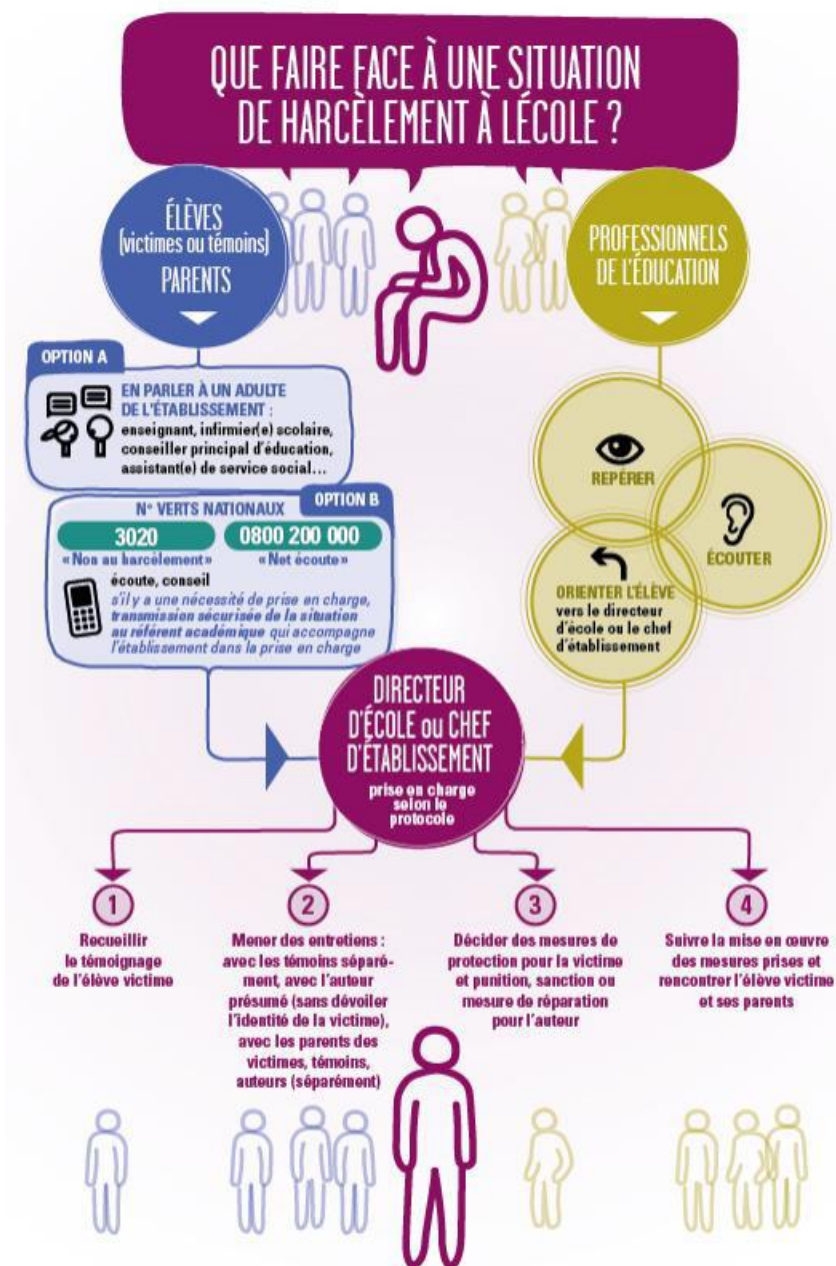 QUE FAIRE FACE À UNE SITUATION
DE HARCÈLEMENT À LÉCOLE ?
ÉLÈVES
(victimes ou témoins)
PARENTS
PROFESSIONNELS
DE L'ÉDUCATION
OPTION A
EN PARLER À UN ADULTE
DE L'ÉTABLISSEMENT :
enseignant, infirmier(e) scolaire,
conseiller principal d'éducation,
assistant(e) de service social...
OPTION B
N° VERTS NATIONAUX
3020
0800 200 000
« Non au harcèlement »
« Net écoute »
écoute, conseil
s'il y a une nécessité de prise en charge,
transmission sécurisée de la situation
au référent académique qui accompagne
l'établissement dans la prise en charge
REPÉRER
ÉCOUTER
ORIENTER L'ÉLÈVE
vers le directeur
d'école ou le chef
d'établissement
DIRECTEUR
D'ÉCOLE ou CHEF
D'ÉTABLISSEMENT
prise en charge
selon le
protocole
1
Recueillir
le témoignage
de l'élève victime
2
Mener des entretiens :
avec les témoins séparé-
ment, avec l'auteur
présumé (sans dévoiler
l'identité de la victime),
avec les parents des
victimes, témoins,
auteurs (séparément)
3
Décider des mesures de
protection pour la victime
et punition, sanction ou
mesure de réparation
pour l'auteur
4
Suivre la mise en œuvre
des mesures prises et
rencontrer l'élève victime
et ses parents